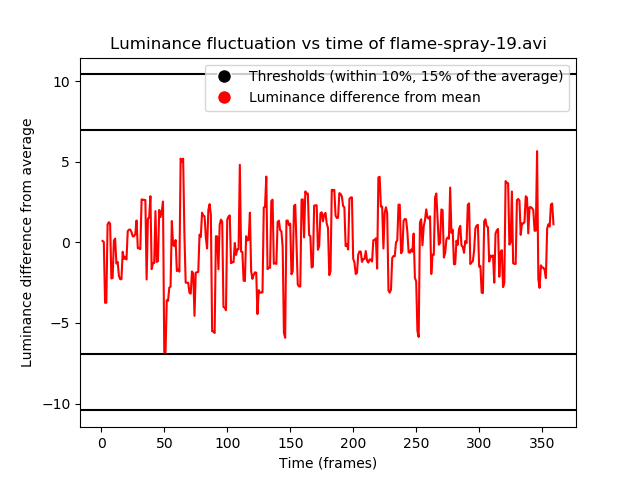 Luminance fluctuation vs time of flame-spray-19.avi
Thresholds (within 10%, 15% of the average)
Luminance difference from mean
Luminance difference from average
10
5
0
−5
−10
0 50 100 150 200 250 300 350
Time (frames)